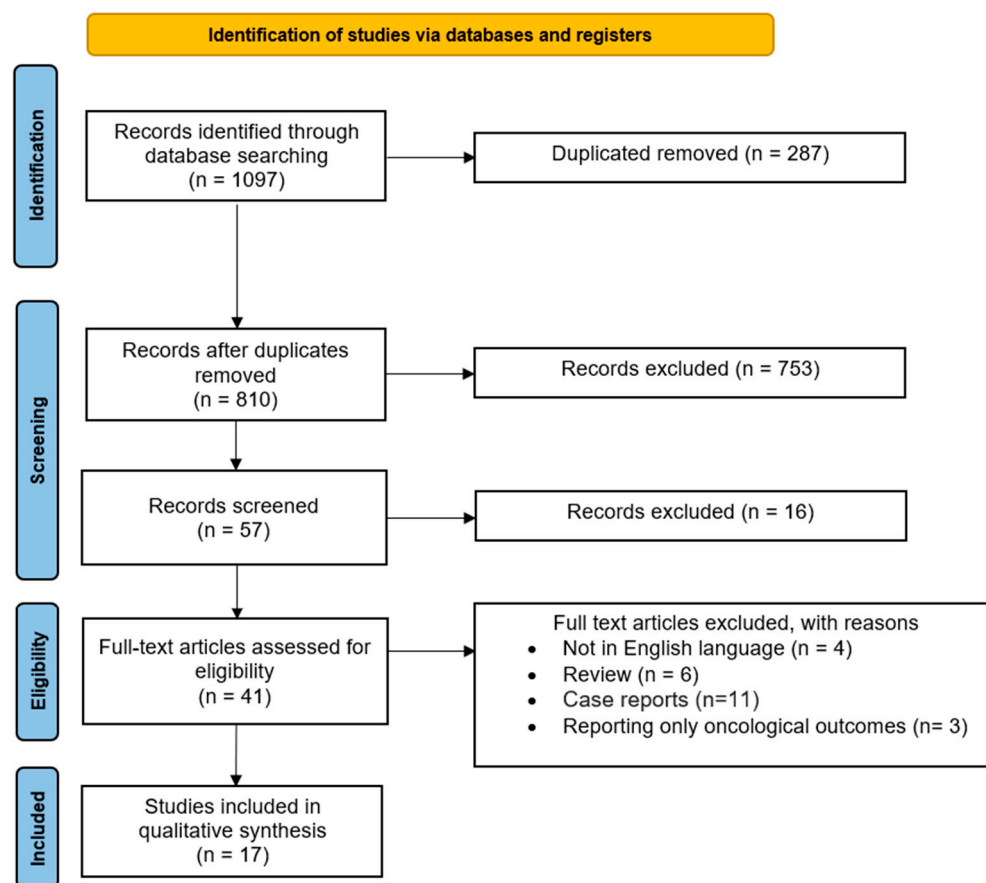 Identification of studies via databases and registers
Identification
Records identified through
database searching
(n = 1097)
Duplicated removed (n = 287)
Screening
Records after duplicates
removed
(n = 810)
Records excluded (n = 753)
Records screened
(n = 57)
Records excluded (n = 16)
Eligibility
Full-text articles assessed for
eligibility
(n = 41)
Full text articles excluded, with reasons
• Not in English language (n = 4)
• Review (n = 6)
• Case reports (n=11)
• Reporting only oncological outcomes (n= 3)
Included
Studies included in
qualitative synthesis
(n = 17)